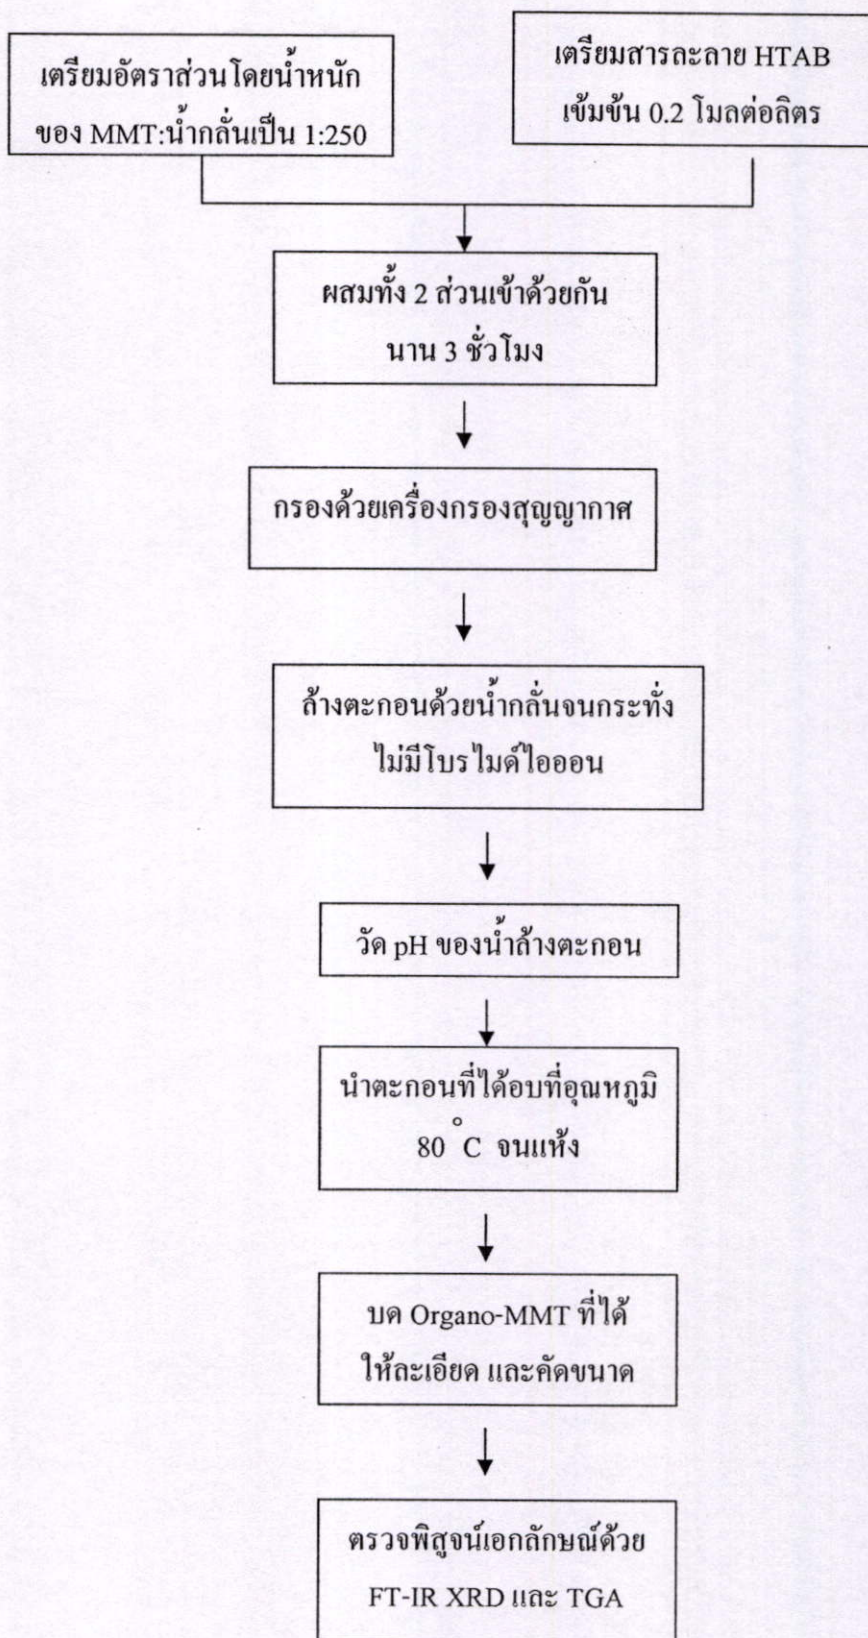 เตรียมอัตราส่วนโดยน้ำหนัก
ของ MMT:น้ำกลั่นเป็น 1:250
เตรียมสารละลาย HTAB
เข้มข้น 0.2 โมลต่อลิตร
ผสมทั้ง 2 ส่วนเข้าด้วยกัน
นาน 3 ชั่วโมง
กรองด้วยเครื่องกรองสุญญากาศ
ล้างตะกอนด้วยน้ำกลั่นจนกระทั่ง
ไม่มีโบรไมด์ไอออน
วัด pH ของน้ำล้างตะกอน
นำตะกอนที่ได้อบที่อุณหภูมิ
80 °C จนแห้ง
บด Organo-MMT ที่ได้
ให้ละเอียด และคัดขนาด
ตรวจพิสูจน์เอกลักษณ์ด้วย
FT-IR XRD และ TGA